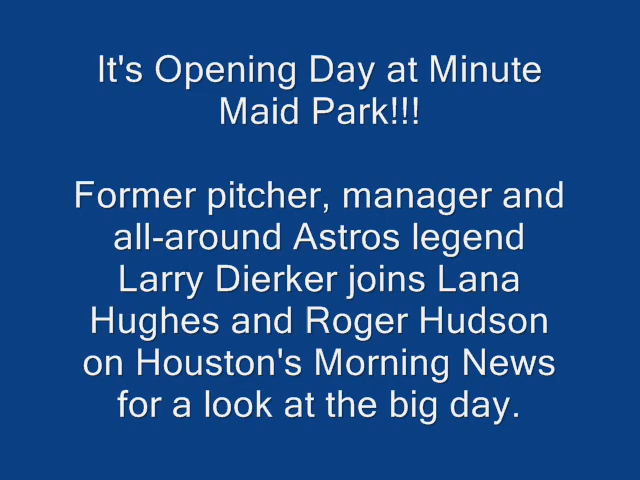 It's Opening Day at Minute
Maid Park!!!
Former pitcher, manager and
all-around Astros legend
Larry Dierker joins Lana
Hughes and Roger Hudson
on Houston's Morning News
for a look at the big day.